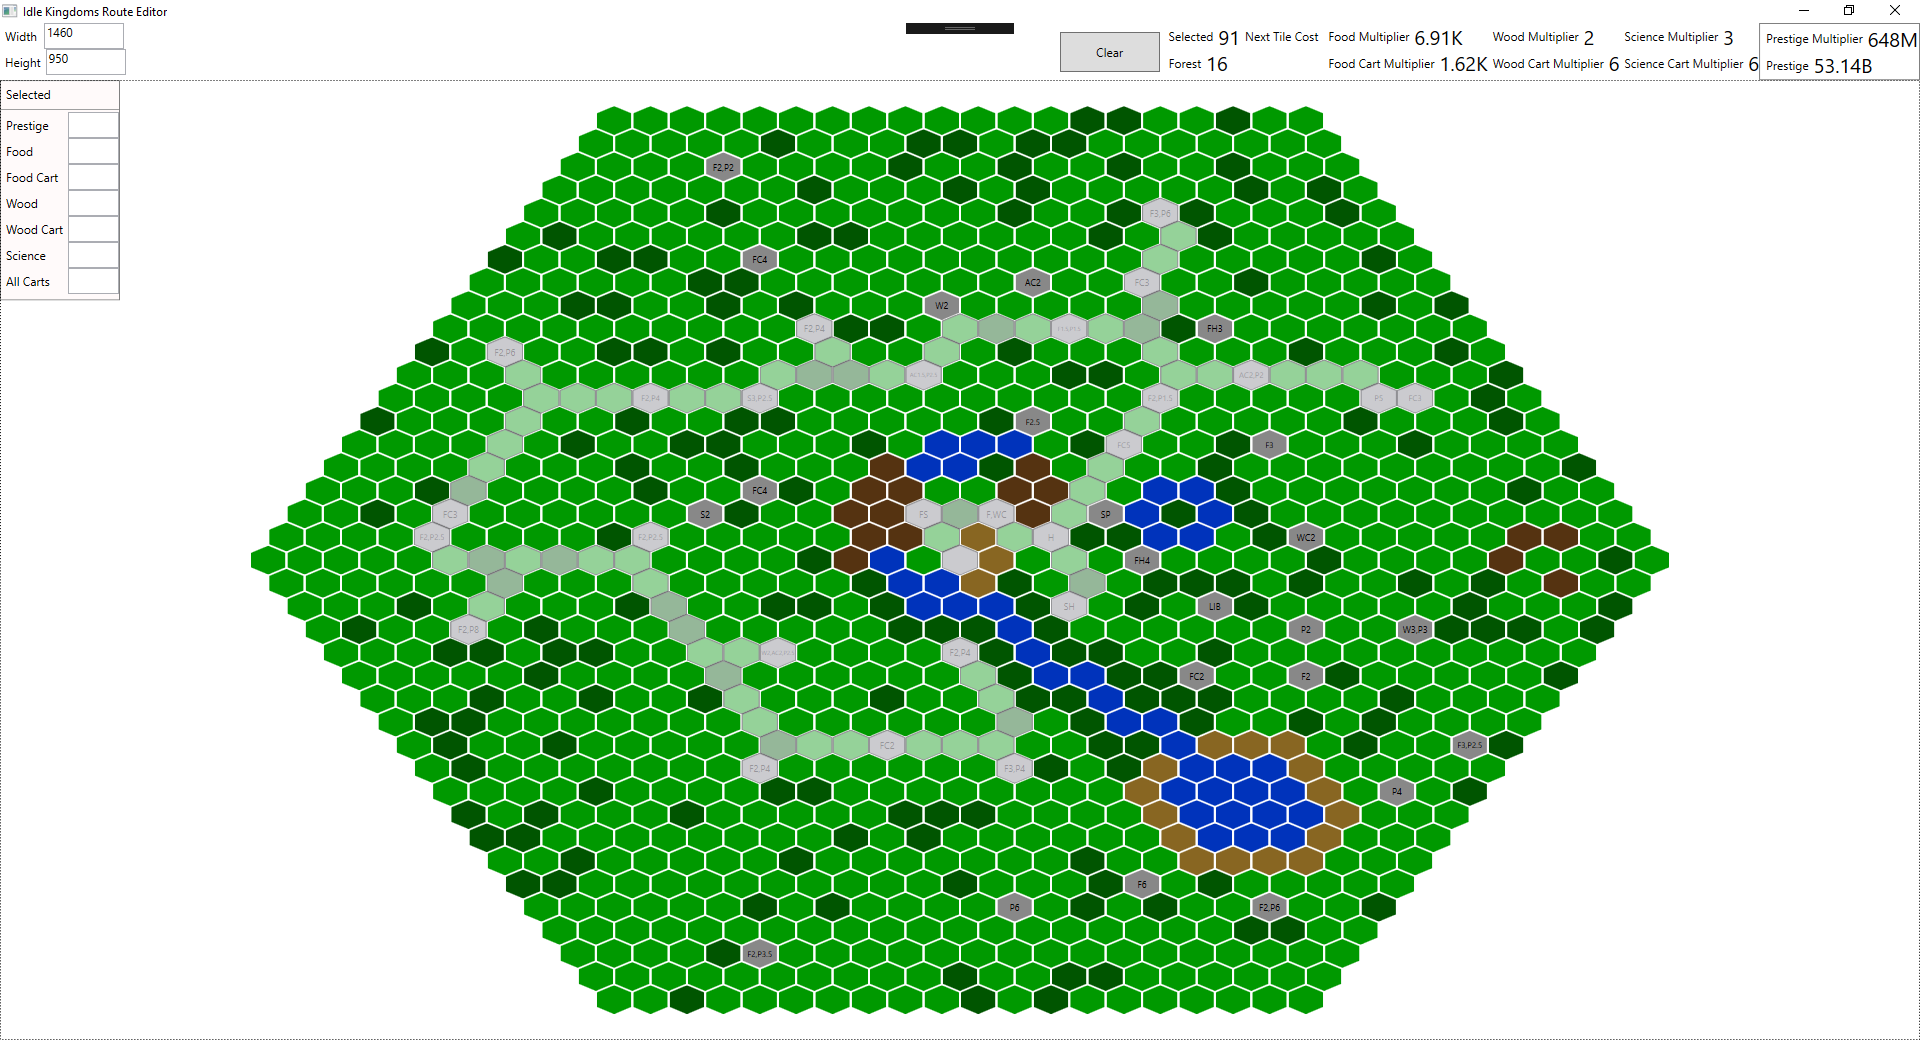 Idle Kingdoms Route Editor
Width 1460
Height 950
Clear
Selected 91 Next Tile Cost Food Multiplier 6.91K Wood Multiplier 2 Science Multiplier 3 Prestige Multiplier 648M
Forest 16 Food Cart Multiplier 1.62K Wood Cart Multiplier 6 Science Cart Multiplier 6 Prestige 53.14B
Selected
Prestige
Food
Food Cart
Wood
Wood Cart
Science
All Carts
F2,P2
F3,P6
FC4
AC2 FC3
W2
F2,P4 FH3
F2,P6
AC2,P2
F2,P4 S3,P2.5 F2,P1.5 P5 FC3
F2.5
FC5 F3
FC4
FC3 S2 FS F,WC SP
F2,P2.5 F2,P2.5 H WC2
FH4
SH LIB
F2,P8 P2 W3,P3
F2,P4
FC2 F2
FC2 F3,P2.5
F2,P4 F3,P4
P4
F6
P6 F2,P6
F2,P3.5